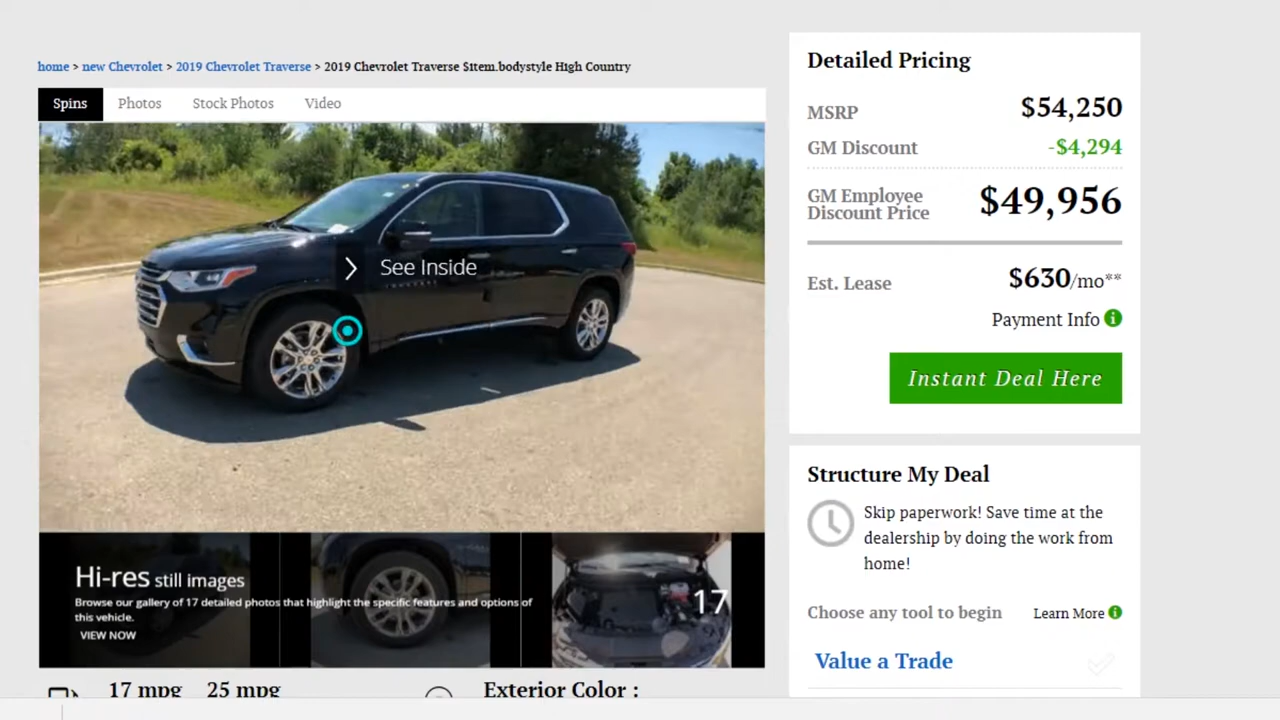 home > new Chevrolet > 2019 Chevrolet Traverse > 2019 Chevrolet Traverse $item.bodystyle High Country
Spins Photos Stock Photos Video
See Inside
Hi-res still images
Browse our gallery of 17 detailed photos that highlight the specific features and options of
this vehicle.
VIEW NOW
17
17 mpg 25 mpg
Exterior Color :
Detailed Pricing
MSRP $54,250
GM Discount -$4,294
GM Employee
Discount Price $49,956
Est. Lease $630/mo**
Payment Info
Instant Deal Here
Structure My Deal
Skip paperwork! Save time at the
dealership by doing the work from
home!
Choose any tool to begin Learn More
Value a Trade